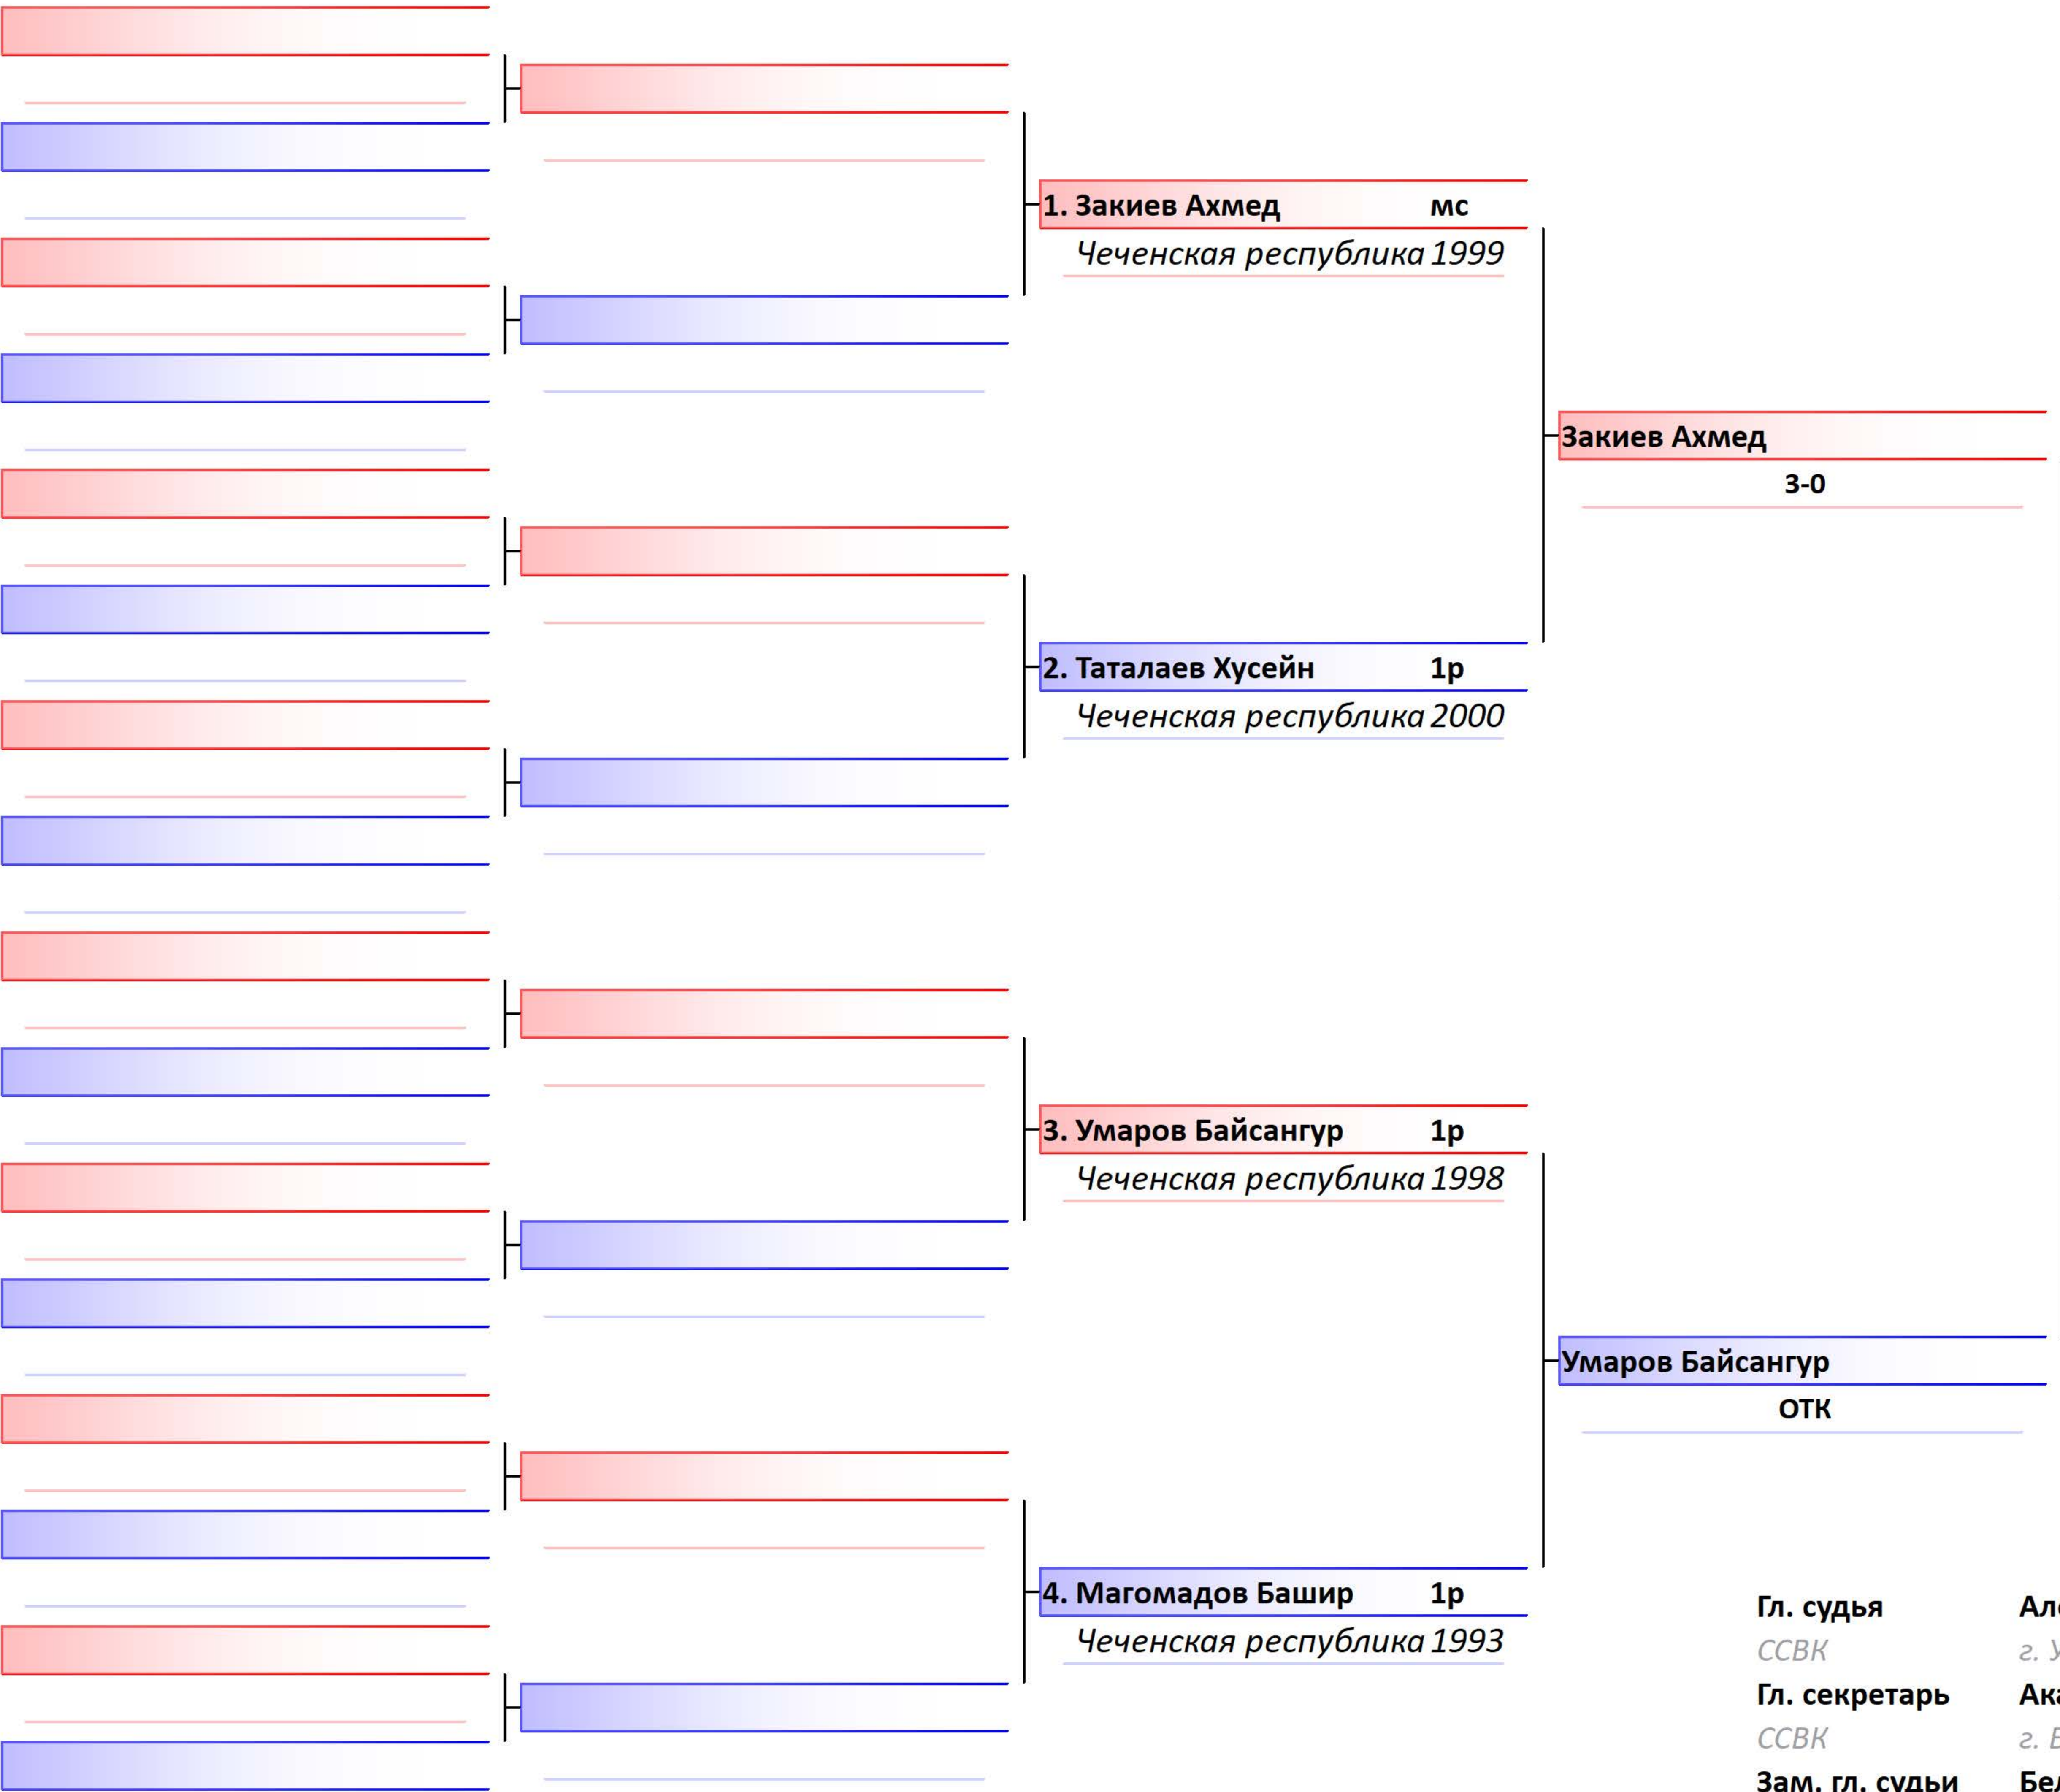 1. Закиев Ахмед мс
Чеченская республика 1999
Закиев Ахмед
3-0
2. Таталаев Хусейн 1р
Чеченская республика 2000
3. Умаров Байсангур 1р
Чеченская республика 1998
Умаров Байсангур
ОТК
4. Магомадов Башир 1р
Чеченская республика 1993
Гл. судья
ССВК г.
Гл. секретарь
ССВК г.
Зам. гл. судьи